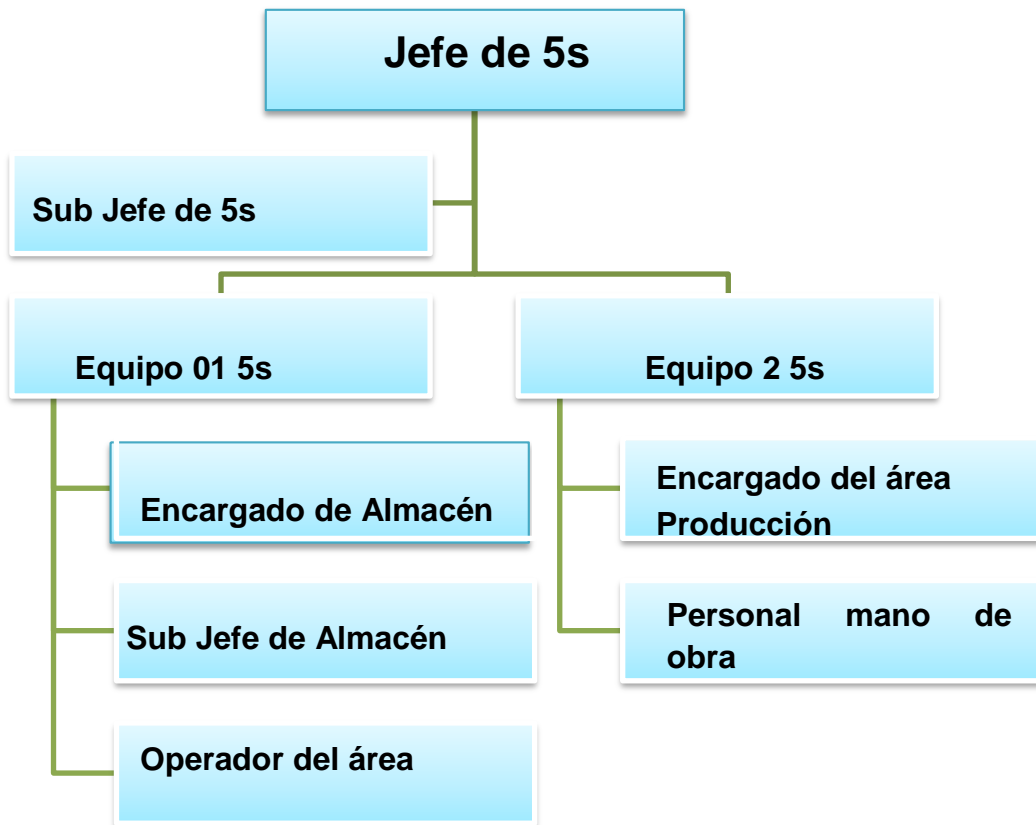 Jefe de 5s
Sub Jefe de 5s
Equipo 01 5s
Equipo 2 5s
Encargado de Almacén
Encargado del área
Producción
Sub Jefe de Almacén
Personal mano de
obra
Operador del área